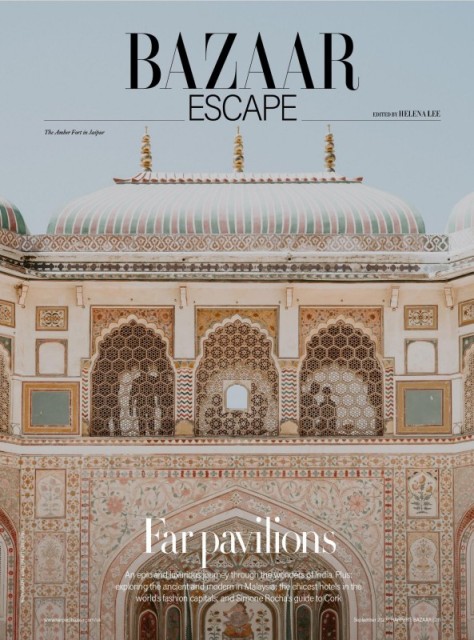 BAZAAR
ESCAPE
EDITED BY HELENA LEE
The Amber Fort in Jaipur
Far pavilions
An epic and luminous journey through the wonders of India. Plus:
exploring the ancient and modern in Malaysia, the chicest hotels in the
world's fashion capitals, and Simone Rocha's guide to Cork
September
BAZAAR